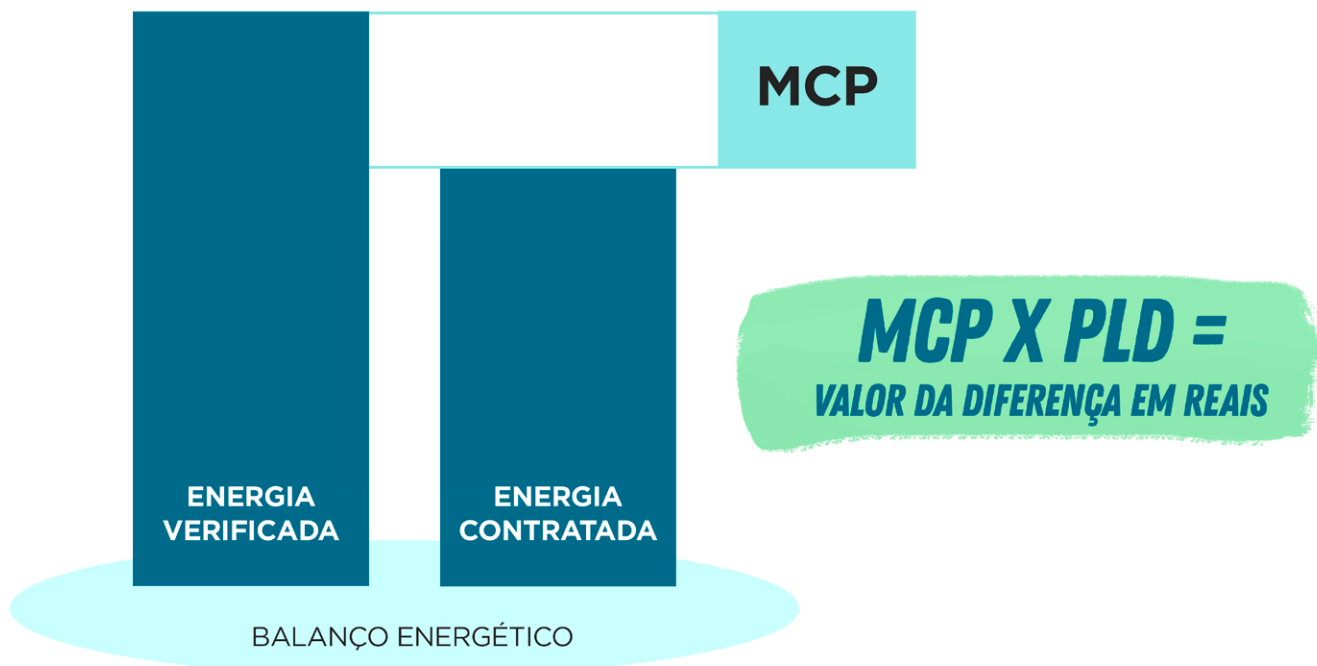 MCP
MCP X PLD =
VALOR DA DIFERENÇA EM REAIS
ENERGIA
VERIFICADA
ENERGIA
CONTRATADA
BALANÇO ENERGÉTICO